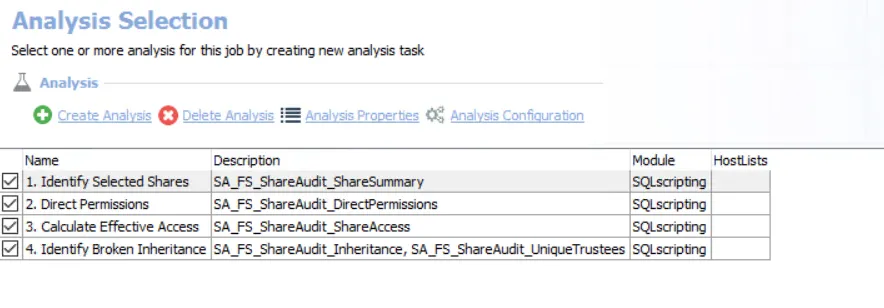 Analysis Selection
Select one or more analysis for this job by creating new analysis task
Analysis
Create Analysis Delete Analysis Analysis Properties Analysis Configuration
Name Description Module HostLists
1. Identify Selected Shares SA_FS_ShareAudit_ShareSummary SQLscripting
2. Direct Permissions SA_FS_ShareAudit_DirectPermissions SQLscripting
3. Calculate Effective Access SA_FS_ShareAudit_ShareAccess SQLscripting
4. Identify Broken Inheritance SA_FS_ShareAudit_Inheritance, SA_FS_ShareAudit_UniqueTrustees SQLscripting